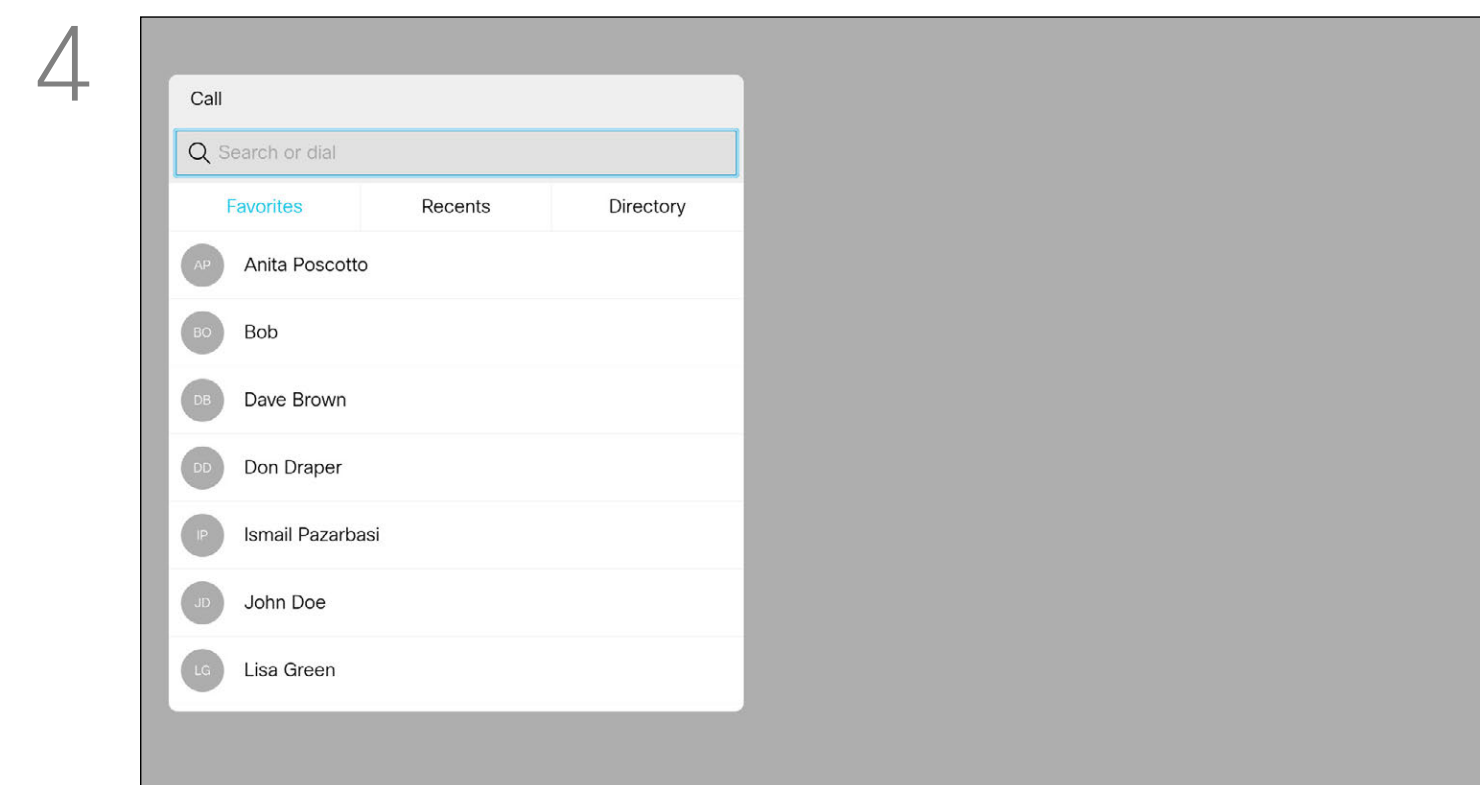 4
Call
Search or dial
Favorites Recents Directory
AP Anita Poscotto
BO Bob
DB Dave Brown
DD Don Draper
IP Ismail Pazarbasi
JD John Doe
LG Lisa Green